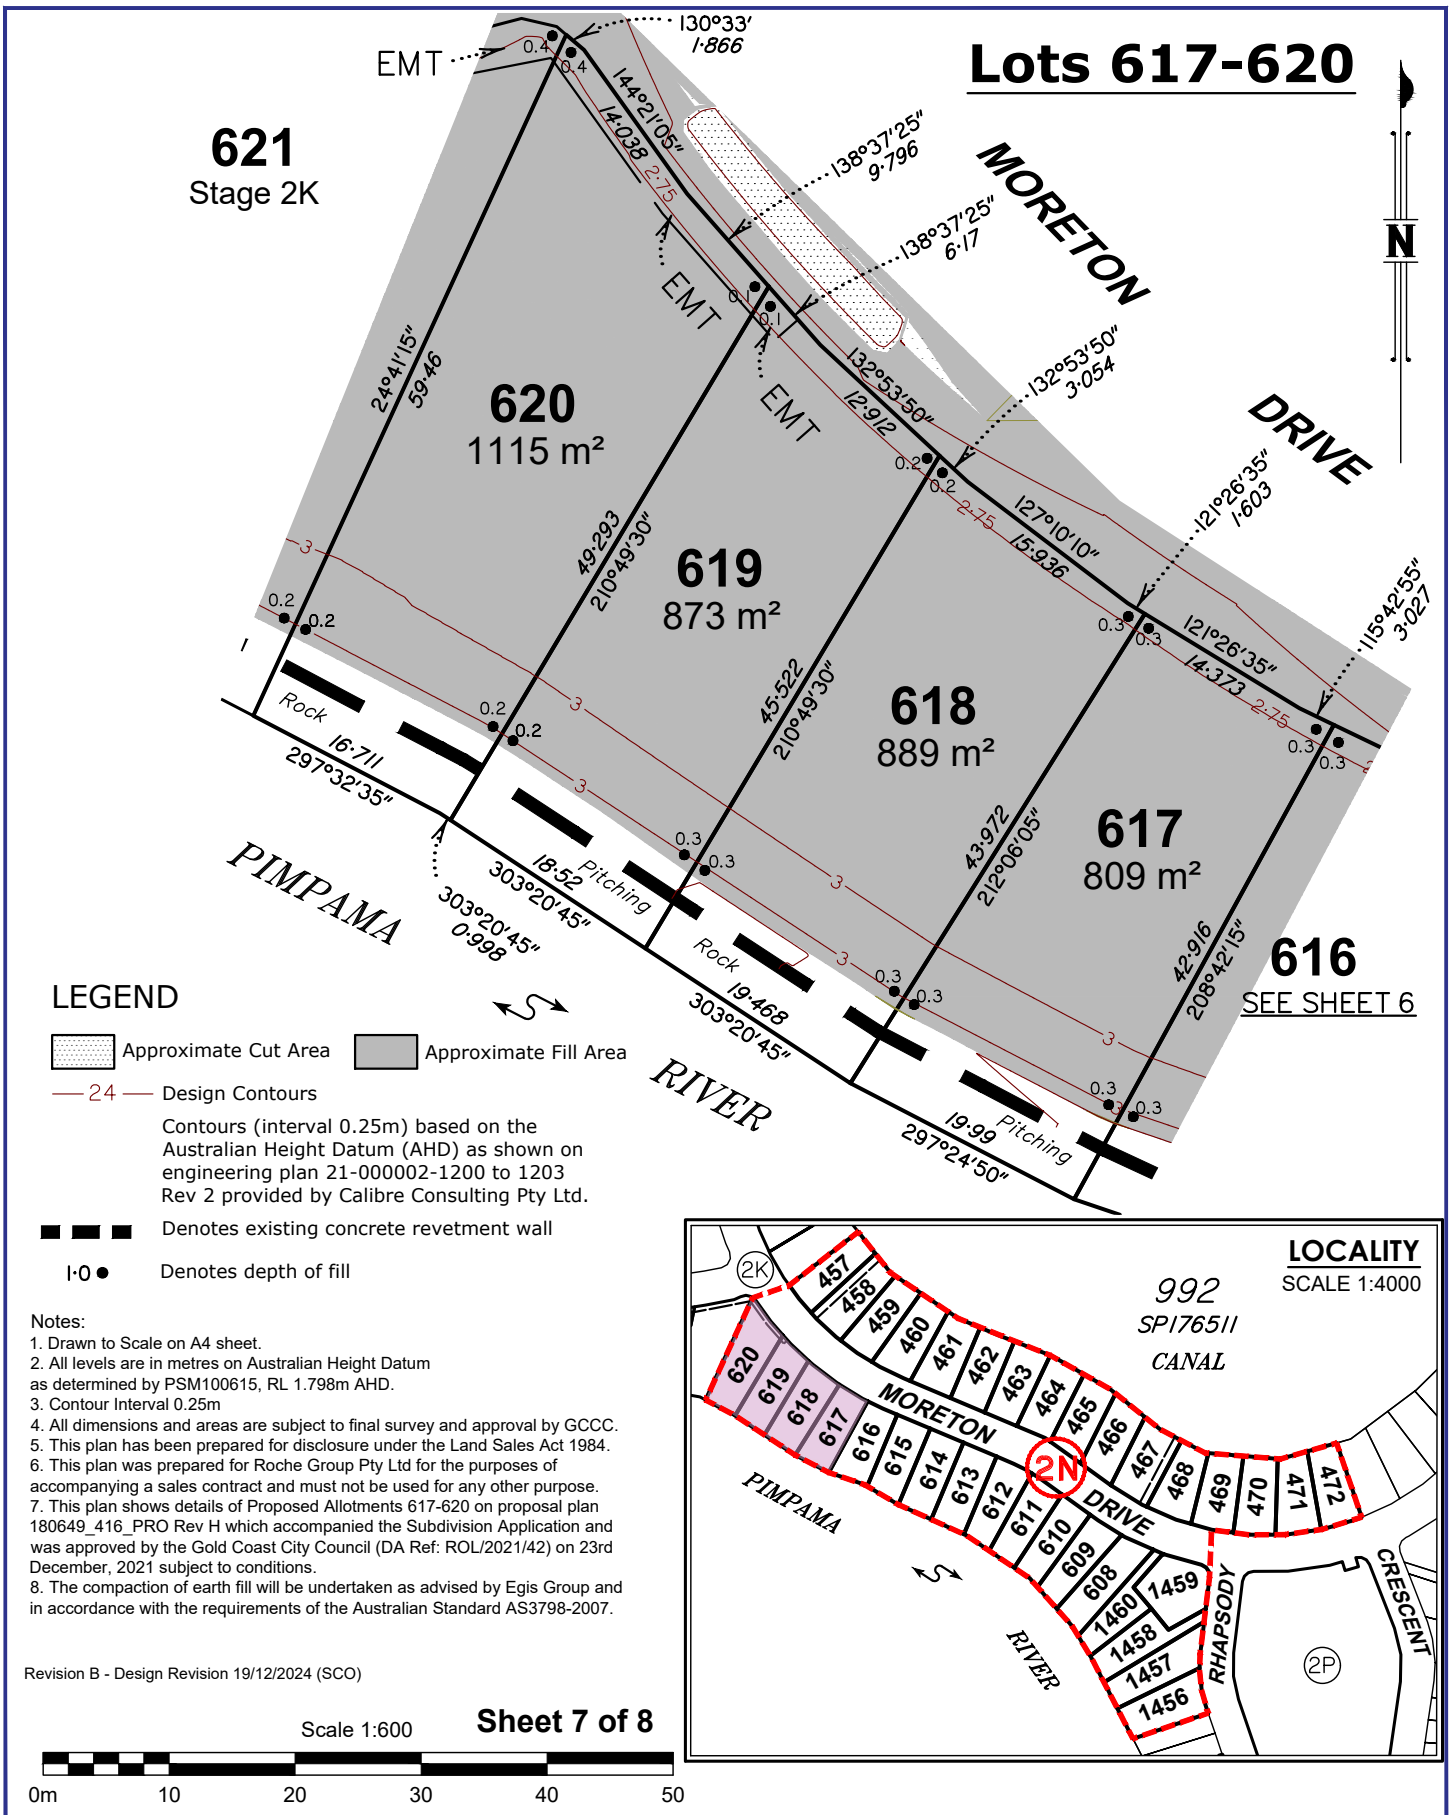 Lots 617-620
130°33'
1·866
EMT
0.4
0.4
144°21'05"
14·038
2·75
138°37'25"
9·796
138°37'25"
6·17
MORETON
DRIVE
N
621
Stage 2K
24°41'15"
59·46
620
1115 m²
EMT
0.1
0.1
EMT
132°53'50"
12·912
132°53'50"
3·054
0.2
0.2
2·75
127°10'10"
15·936
121°26'35"
1·603
115°42'55"
3·027
49·293
210°49'30"
619
873 m²
0.3
0.3
121°26'35"
14·373
2·75
0.3
0.3
3
0.2
0.2
45·522
210°49'30"
618
889 m²
3
0.2
0.2
Rock
16·711
297°32'35"
3
43·972
212°06'05"
617
809 m²
0.3
0.3
3
PIMPAMA
303°20'45"
0·998
18·52
303°20'45"
Pitching
3
42·916
208°42'15"
616
SEE SHEET 6
0.3
0.3
Rock
19·468
303°20'45"
RIVER
3
0.3
0.3
3
19·99
297°24'50"
Pitching
LEGEND
Approximate Cut Area
Approximate Fill Area
24
Design Contours
Contours (interval 0.25m) based on the
Australian Height Datum (AHD) as shown on
engineering plan 21-000002-1200 to 1203
Rev 2 provided by Calibre Consulting Pty Ltd.
Denotes existing concrete revetment wall
1·0
Denotes depth of fill
Notes:
1. Drawn to Scale on A4 sheet.
2. All levels are in metres on Australian Height Datum
as determined by PSM100615, RL 1.798m AHD.
3. Contour Interval 0.25m
4. All dimensions and areas are subject to final survey and approval by GCCC.
5. This plan has been prepared for disclosure under the Land Sales Act 1984.
6. This plan was prepared for Roche Group Pty Ltd for the purposes of
accompanying a sales contract and must not be used for any other purpose.
7. This plan shows details of Proposed Allotments 617-620 on proposal plan
180649_416_PRO Rev H which accompanied the Subdivision Application and
was approved by the Gold Coast City Council (DA Ref: ROL/2021/42) on 23rd
December, 2021 subject to conditions.
8. The compaction of earth fill will be undertaken as advised by Egis Group and
in accordance with the requirements of the Australian Standard AS3798-2007.
Revision B - Design Revision 19/12/2024 (SCO)
Scale 1:600
Sheet 7 of 8
0m
10
20
30
40
50
LOCALITY
SCALE 1:4000
992
SP176511
CANAL
2K
457
458
459
460
461
462
463
464
465
466
467
468
469
470
471
472
MORETON
DRIVE
2N
620
619
618
617
616
615
614
613
612
611
610
609
608
1460
1459
1458
1457
1456
PIMPAMA
RIVER
RHAPSODY
CRESCENT
2P